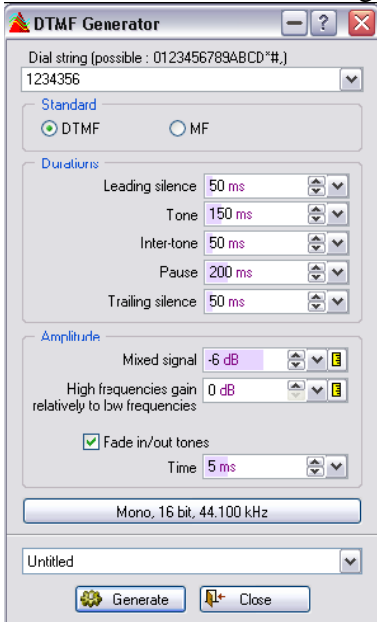 DTMF Generator
Dial string (possible : 0123456789ABCD*#,)
1234356
Standard
DTMF MF
Durations
Leading silence 50 ms
Tone 150 ms
Inter-tone 50 ms
Pause 200 ms
Trailing silence 50 ms
Amplitude
Mixed signal -6 dB
High frequencies gain 0 dB
relatively to low frequencies
Fade in/out tones
Time 5 ms
Mono, 16 bit, 44.100 kHz
Untitled
Generate Close